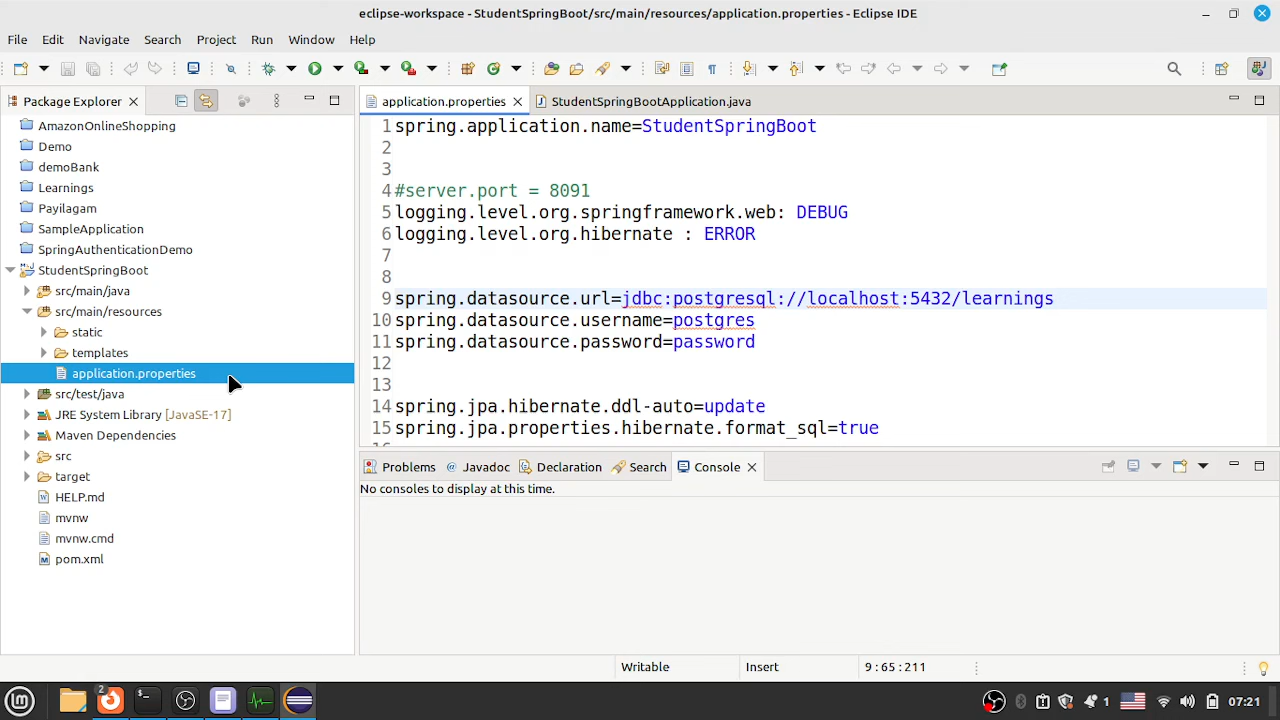 eclipse-workspace - StudentSpringBoot/src/main/resources/application.properties - Eclipse IDE
File Edit Navigate Search Project Run Window Help
Package Explorer
AmazonOnlineShopping
Demo
demoBank
Learnings
Payilagam
SampleApplication
SpringAuthenticationDemo
StudentSpringBoot
src/main/java
src/main/resources
static
templates
application.properties
src/test/java
JRE System Library [JavaSE-17]
Maven Dependencies
src
target
HELP.md
mvnw
mvnw.cmd
pom.xml
application.properties StudentSpringBootApplication.java
1 spring.application.name=StudentSpringBoot
2
3
4 #server.port = 8091
5 logging.level.org.springframework.web: DEBUG
6 logging.level.org.hibernate : ERROR
7
8
9 spring.datasource.url=jdbc:postgresql://localhost:5432/learnings
10 spring.datasource.username=postgres
11 spring.datasource.password=password
12
13
14 spring.jpa.hibernate.ddl-auto=update
15 spring.jpa.properties.hibernate.format_sql=true
Problems Javadoc Declaration Search Console
No consoles to display at this time.
Writable Insert 9:65:211
2 1 07:21